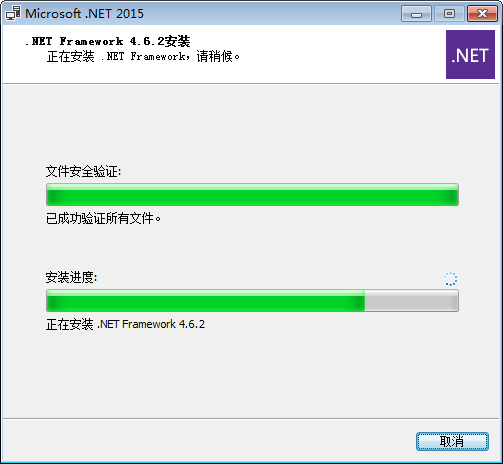 Microsoft .NET 2015
.NET Framework 4.6.2安装
正在安装 .NET Framework，请稍候。
.NET
文件安全验证:
已成功验证所有文件。
安装进度:
正在安装 .NET Framework 4.6.2
取消